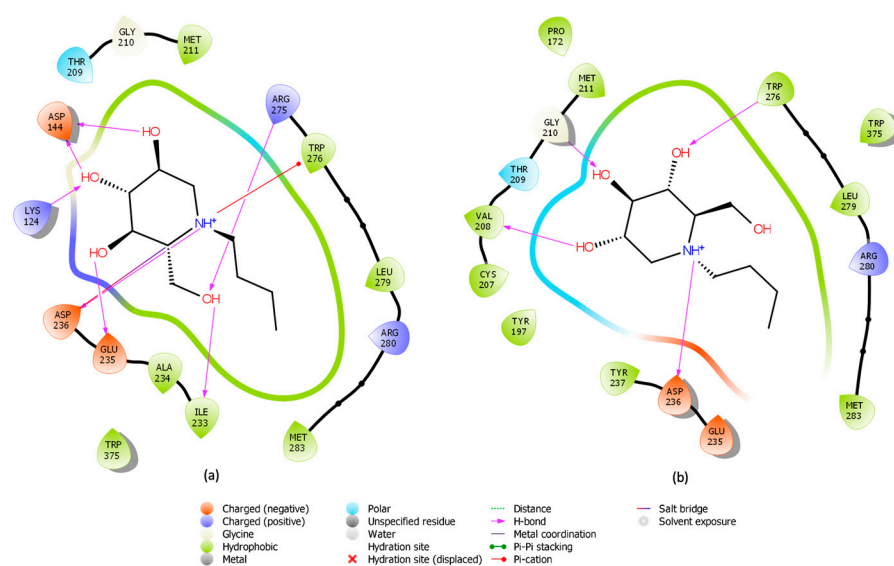 GLY
210
MET
211
THR
209
ASP
144
LYS
124
ARG
275
TRP
276
HO
HO
HO
NH+
OH
ASP
236
GLU
235
ALA
234
ILE
233
LEU
279
ARG
280
MET
283
TRP
375
(a)
PRO
172
MET
211
GLY
210
THR
209
VAL
208
CYS
207
TYR
197
TYR
237
ASP
236
GLU
235
TRP
276
TRP
375
LEU
279
ARG
280
MET
283
OH
HO
HO
OH
NH+
(b)
Charged (negative)
Charged (positive)
Glycine
Hydrophobic
Metal
Polar
Unspecified residue
Water
Hydration site
Hydration site (displaced)
Distance
H-bond
Metal coordination
Pi-Pi stacking
Pi-cation
Salt bridge
Solvent exposure